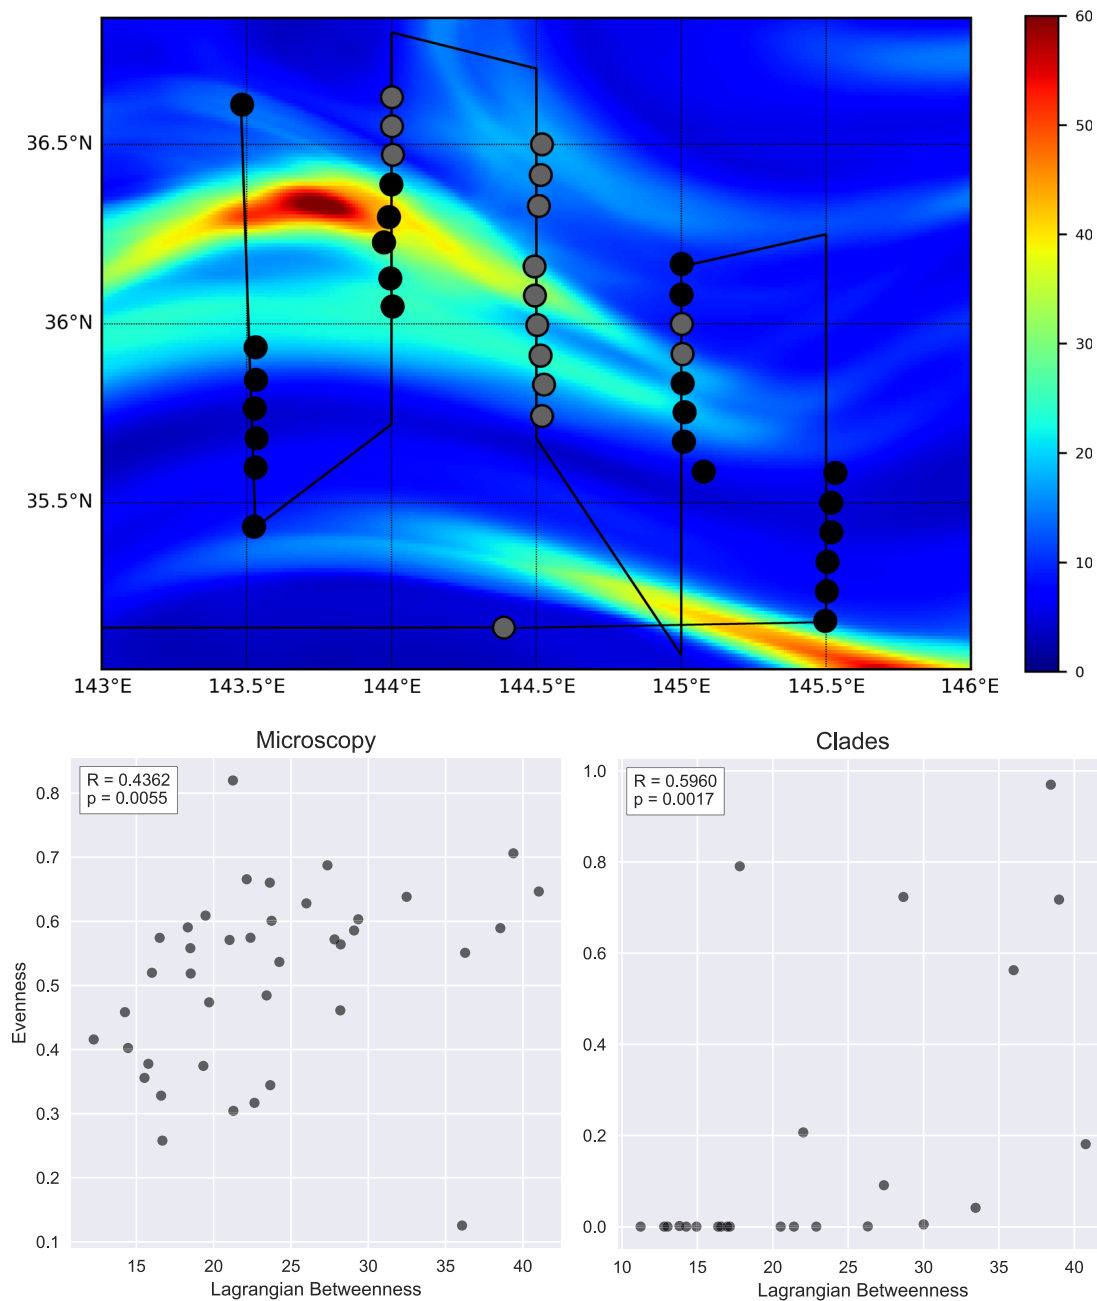 60
50
40
30
20
10
0
36.5°N
36°N
35.5°N
143°E 143.5°E 144°E 144.5°E 145°E 145.5°E 146°E
Microscopy
R = 0.4362
p = 0.0055
0.8
0.7
0.6
0.5
0.4
0.3
0.2
0.1
Evenness
15 20 25 30 35 40
Lagrangian Betweenness
Clades
R = 0.5960
p = 0.0017
1.0
0.8
0.6
0.4
0.2
0.0
10 15 20 25 30 35 40
Lagrangian Betweenness